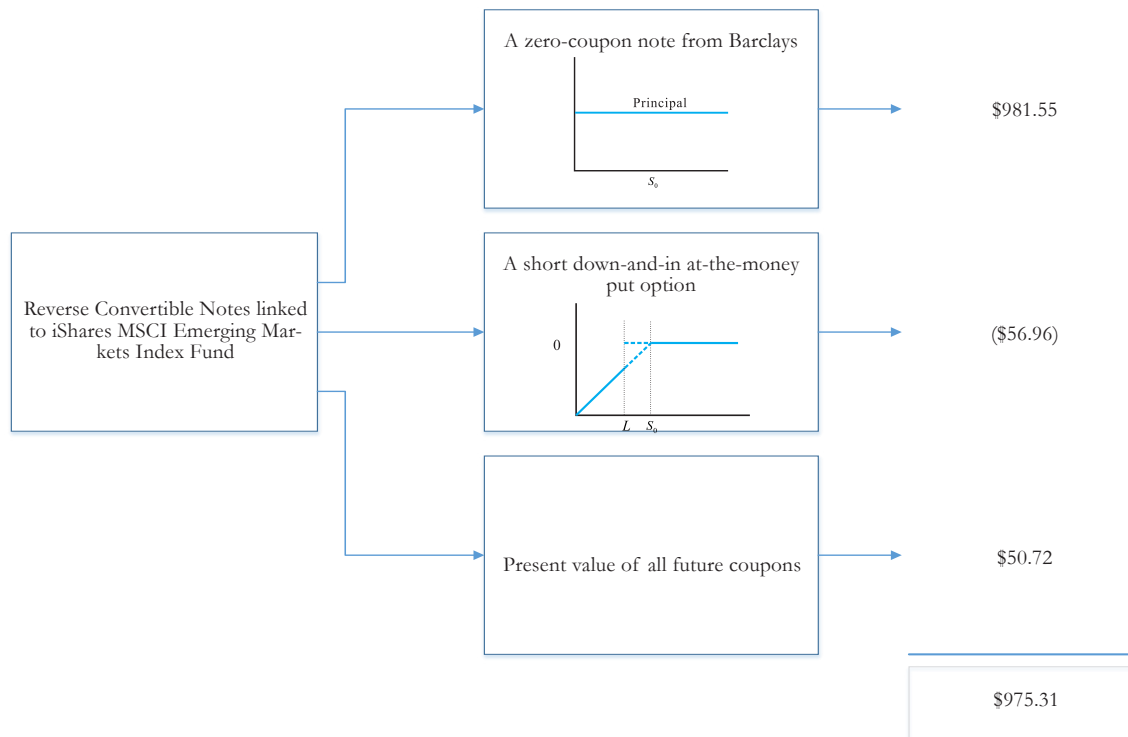 A zero-coupon note from Barclays
Principal
S₀
$981.55
Reverse Convertible Notes linked
to iShares MSCI Emerging Mar-
kets Index Fund
A short down-and-in at-the-money
put option
0
L S₀
($56.96)
Present value of all future coupons
$50.72
$975.31